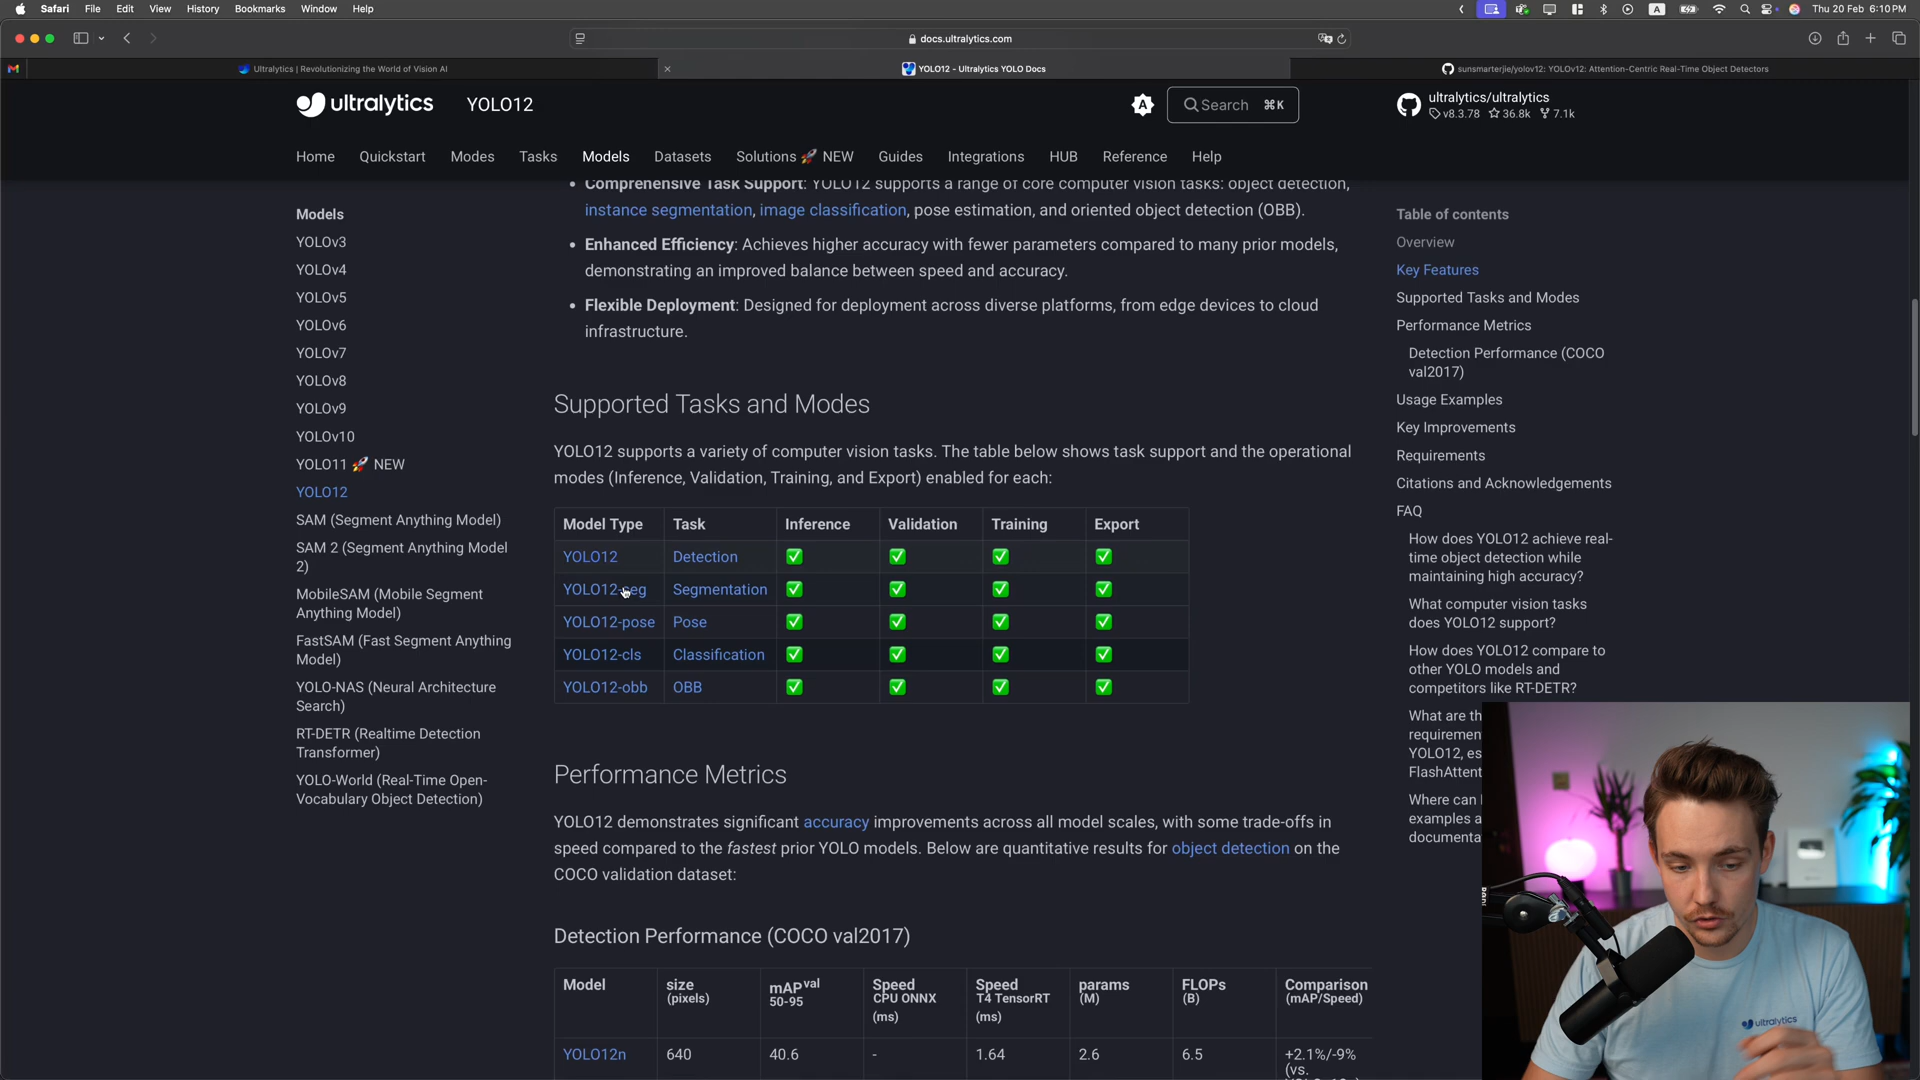 Safari File Edit View History Bookmarks Window Help
A
Thu 20 Feb 6:10 PM
docs.ultralytics.com
Ultralytics | Revolutionizing the World of Vision AI
YOLO12 - Ultralytics YOLO Docs
sunsmarterjie/yolov12: YOLOv12: Attention-Centric Real-Time Object Detectors
ultralytics YOLO12
A
Search ⌘K
ultralytics/ultralytics
v8.3.78 36.8k 7.1k
Home Quickstart Modes Tasks Models Datasets Solutions 🚀 NEW Guides Integrations HUB Reference Help
Models
YOLOv3
YOLOv4
YOLOv5
YOLOv6
YOLOv7
YOLOv8
YOLOv9
YOLOv10
YOLO11 🚀 NEW
YOLO12
SAM (Segment Anything Model)
SAM 2 (Segment Anything Model
2)
MobileSAM (Mobile Segment
Anything Model)
FastSAM (Fast Segment Anything
Model)
YOLO-NAS (Neural Architecture
Search)
RT-DETR (Realtime Detection
Transformer)
YOLO-World (Real-Time Open-
Vocabulary Object Detection)
• Comprehensive Task Support: YOLO12 supports a range of core computer vision tasks: object detection,
instance segmentation, image classification, pose estimation, and oriented object detection (OBB).
• Enhanced Efficiency: Achieves higher accuracy with fewer parameters compared to many prior models,
demonstrating an improved balance between speed and accuracy.
• Flexible Deployment: Designed for deployment across diverse platforms, from edge devices to cloud
infrastructure.
Supported Tasks and Modes
YOLO12 supports a variety of computer vision tasks. The table below shows task support and the operational
modes (Inference, Validation, Training, and Export) enabled for each:
Model Type Task Inference Validation Training Export
YOLO12 Detection ✅ ✅ ✅ ✅
YOLO12-seg Segmentation ✅ ✅ ✅ ✅
YOLO12-pose Pose ✅ ✅ ✅ ✅
YOLO12-cls Classification ✅ ✅ ✅ ✅
YOLO12-obb OBB ✅ ✅ ✅ ✅
Performance Metrics
YOLO12 demonstrates significant accuracy improvements across all model scales, with some trade-offs in
speed compared to the fastest prior YOLO models. Below are quantitative results for object detection on the
COCO validation dataset:
Detection Performance (COCO val2017)
Model size (pixels) mAPval 50-95 Speed CPU ONNX (ms) Speed T4 TensorRT (ms) params (M) FLOPs (B) Comparison (mAP/Speed)
YOLO12n 640 40.6 - 1.64 2.6 6.5 +2.1%/-9%
(vs.
Table of contents
Overview
Key Features
Supported Tasks and Modes
Performance Metrics
Detection Performance (COCO
val2017)
Usage Examples
Key Improvements
Requirements
Citations and Acknowledgements
FAQ
How does YOLO12 achieve real-
time object detection while
maintaining high accuracy?
What computer vision tasks
does YOLO12 support?
How does YOLO12 compare to
other YOLO models and
competitors like RT-DETR?
What are th
requirement
YOLO12, es
FlashAttent
Where can
examples a
documenta
ultralytics